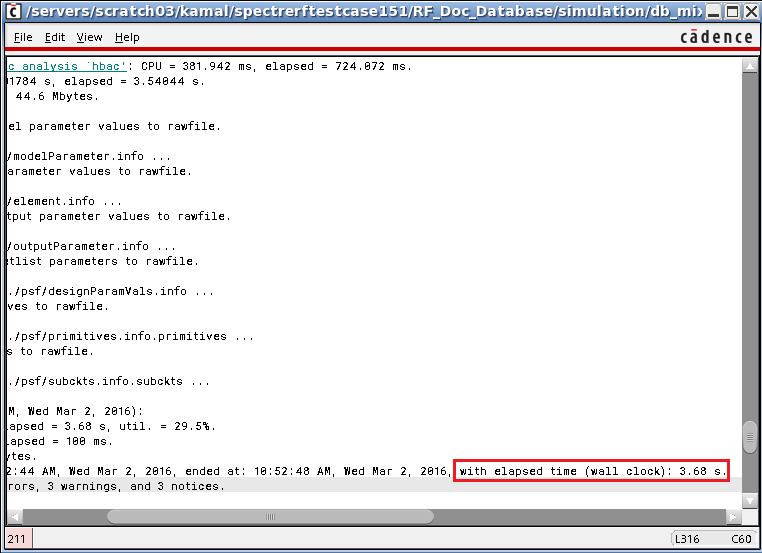 /servers/scratch03/kamal/spectrerftestcase151/RF_Doc_Database/simulation/db_mix
File Edit View Help
cādence
c analysis `hbac': CPU = 381.942 ms, elapsed = 724.072 ms.
01784 s, elapsed = 3.54044 s.
44.6 Mbytes.
el parameter values to rawfile.
/modelParameter.info ...
arameter values to rawfile.
/element.info ...
tput parameter values to rawfile.
/outputParameter.info ...
etlist parameters to rawfile.
./psf/designParamVals.info ...
ves to rawfile.
./psf/primitives.info.primitives ...
s to rawfile.
./psf/subckts.info.subckts ...
M, Wed Mar 2, 2016):
lapsed = 3.68 s, util. = 29.5%.
lapsed = 100 ms.
ytes.
2:44 AM, Wed Mar 2, 2016, ended at: 10:52:48 AM, Wed Mar 2, 2016, with elapsed time (wall clock): 3.68 s.
rors, 3 warnings, and 3 notices.
211
L316 C60